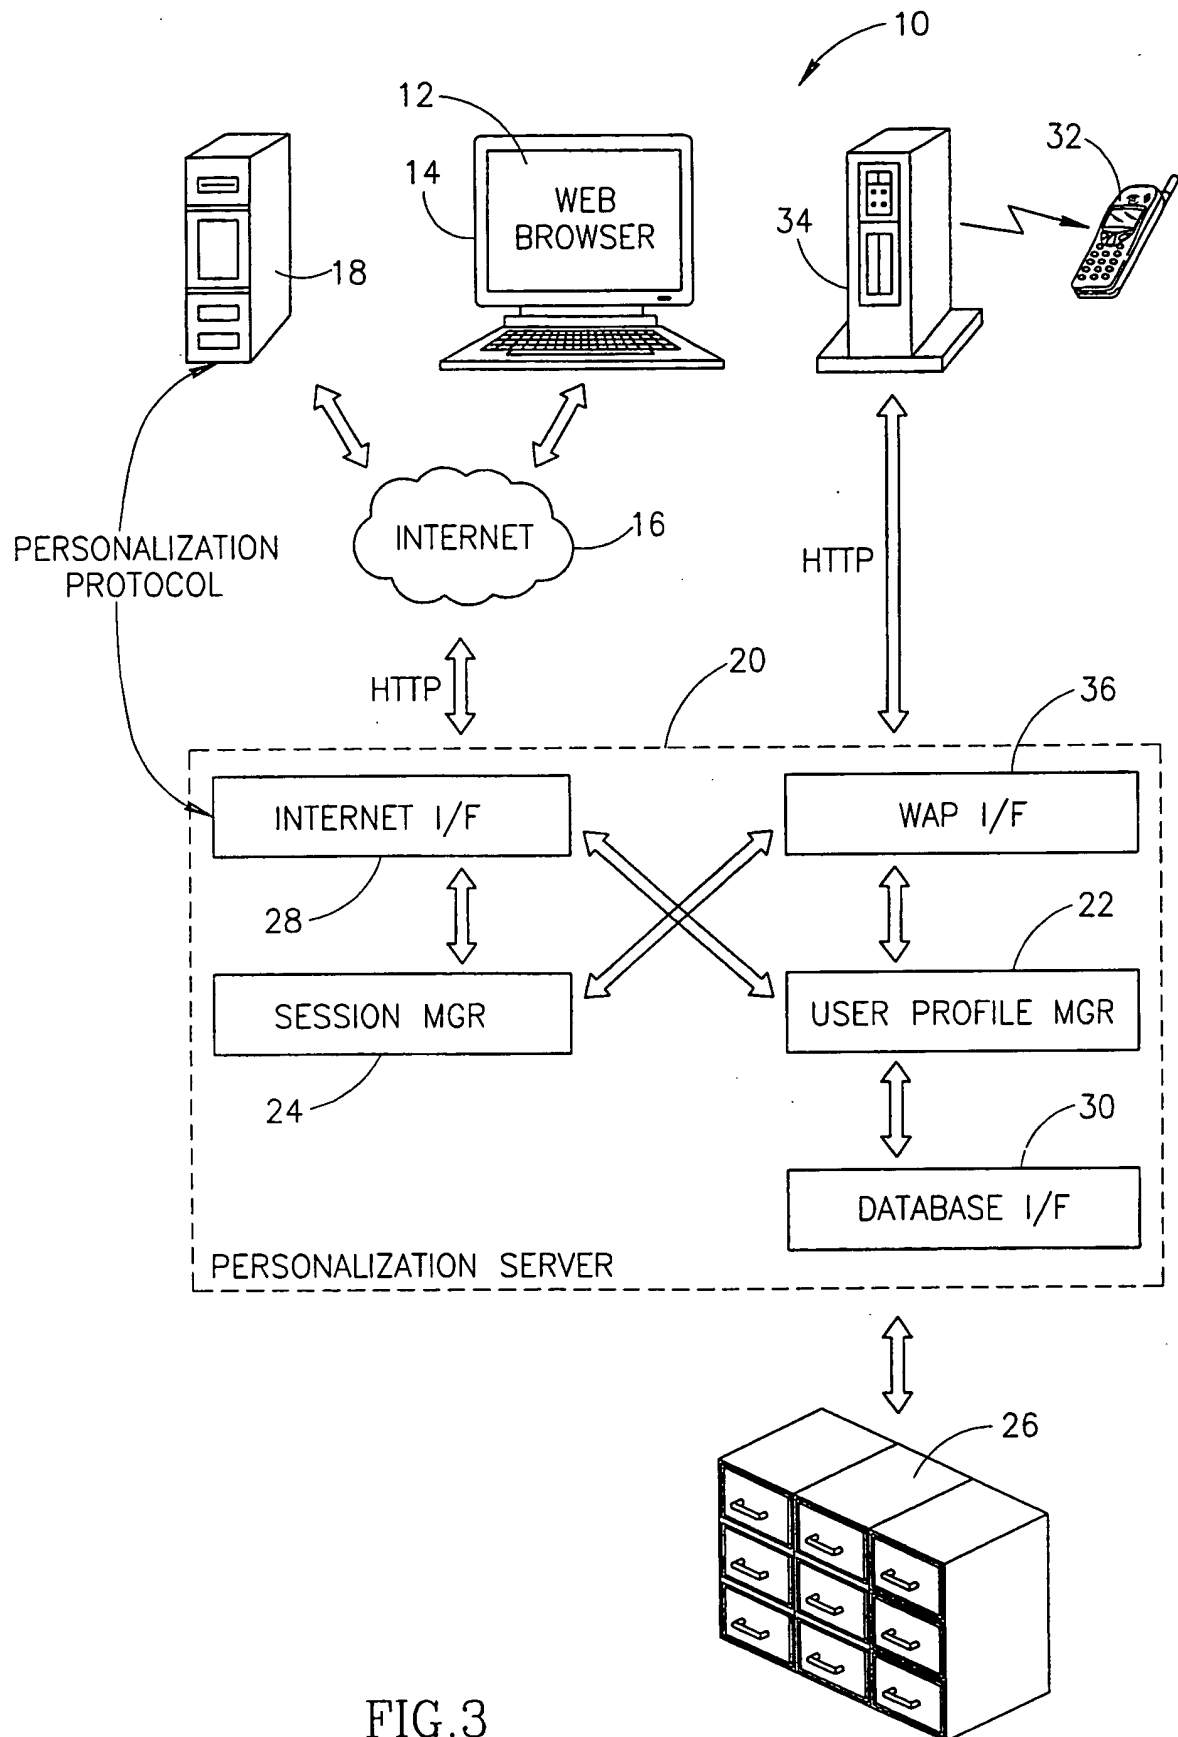 10
12
32
14
WEB
BROWSER
34
18
INTERNET
16
PERSONALIZATION
PROTOCOL
HTTP
HTTP
20
36
INTERNET I/F
WAP I/F
28
22
SESSION MGR
USER PROFILE MGR
24
30
DATABASE I/F
PERSONALIZATION SERVER
26
FIG.3